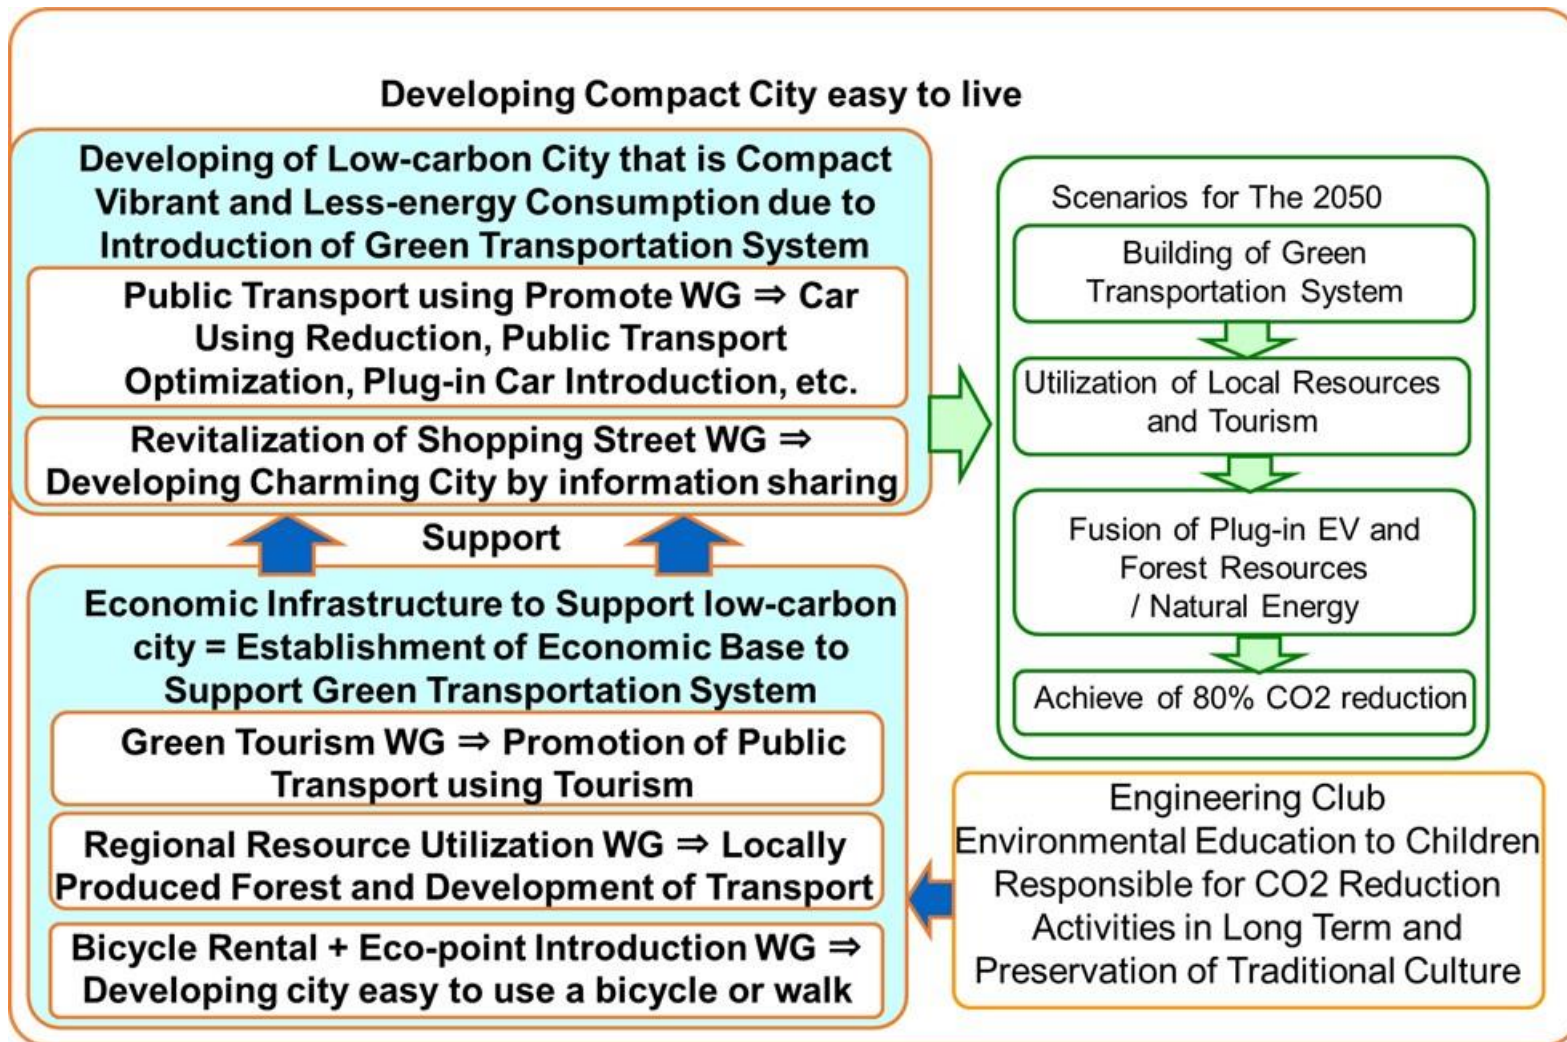 Developing Compact City easy to live
Developing of Low-carbon City that is Compact
Vibrant and Less-energy Consumption due to
Introduction of Green Transportation System
Public Transport using Promote WG ⇒ Car
Using Reduction, Public Transport
Optimization, Plug-in Car Introduction, etc.
Revitalization of Shopping Street WG ⇒
Developing Charming City by information sharing
Support
Economic Infrastructure to Support low-carbon
city = Establishment of Economic Base to
Support Green Transportation System
Green Tourism WG ⇒ Promotion of Public
Transport using Tourism
Regional Resource Utilization WG ⇒ Locally
Produced Forest and Development of Transport
Bicycle Rental + Eco-point Introduction WG ⇒
Developing city easy to use a bicycle or walk
Scenarios for The 2050
Building of Green
Transportation System
Utilization of Local Resources
and Tourism
Fusion of Plug-in EV and
Forest Resources
/ Natural Energy
Achieve of 80% CO2 reduction
Engineering Club
Environmental Education to Children
Responsible for CO2 Reduction
Activities in Long Term and
Preservation of Traditional Culture